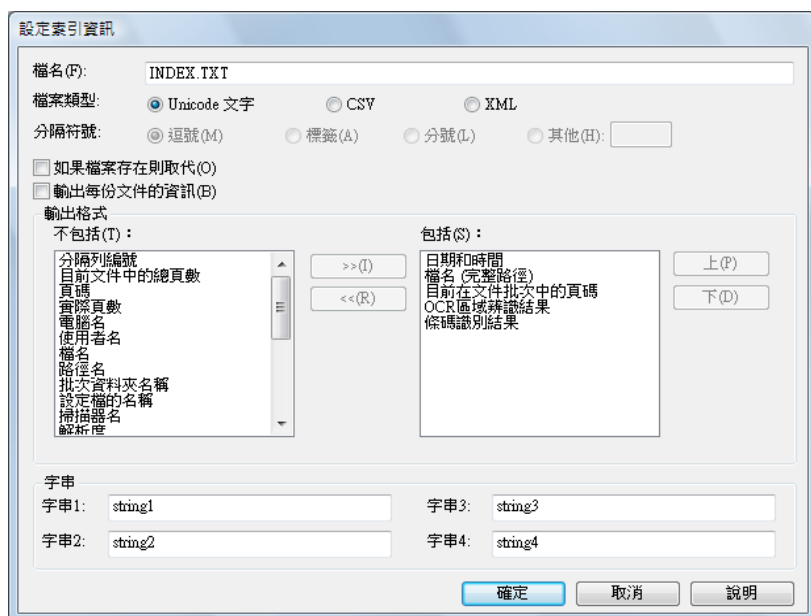 設定索引資訊
檔名(F): INDEX.TXT
檔案類型: Unicode 文字 CSV XML
分隔符號: 逗號(M) 標籤(A) 分號(L) 其他(H):
如果檔案存在則取代(O)
輸出每份文件的資訊(B)
輸出格式
不包括(T):
分隔列編號
目前文件中的總頁數
頁碼
實際頁數
電腦名
使用者名
檔名
路徑名
批次資料夾名稱
設定檔的名稱
掃描器名
解析度
>>(I)
<<(R)
包括(S):
日期和時間
檔名 (完整路徑)
目前在文件批次中的頁碼
OCR區域辨識結果
條碼識別結果
上(P)
下(D)
字串
字串1: string1 字串3: string3
字串2: string2 字串4: string4
確定 取消 說明